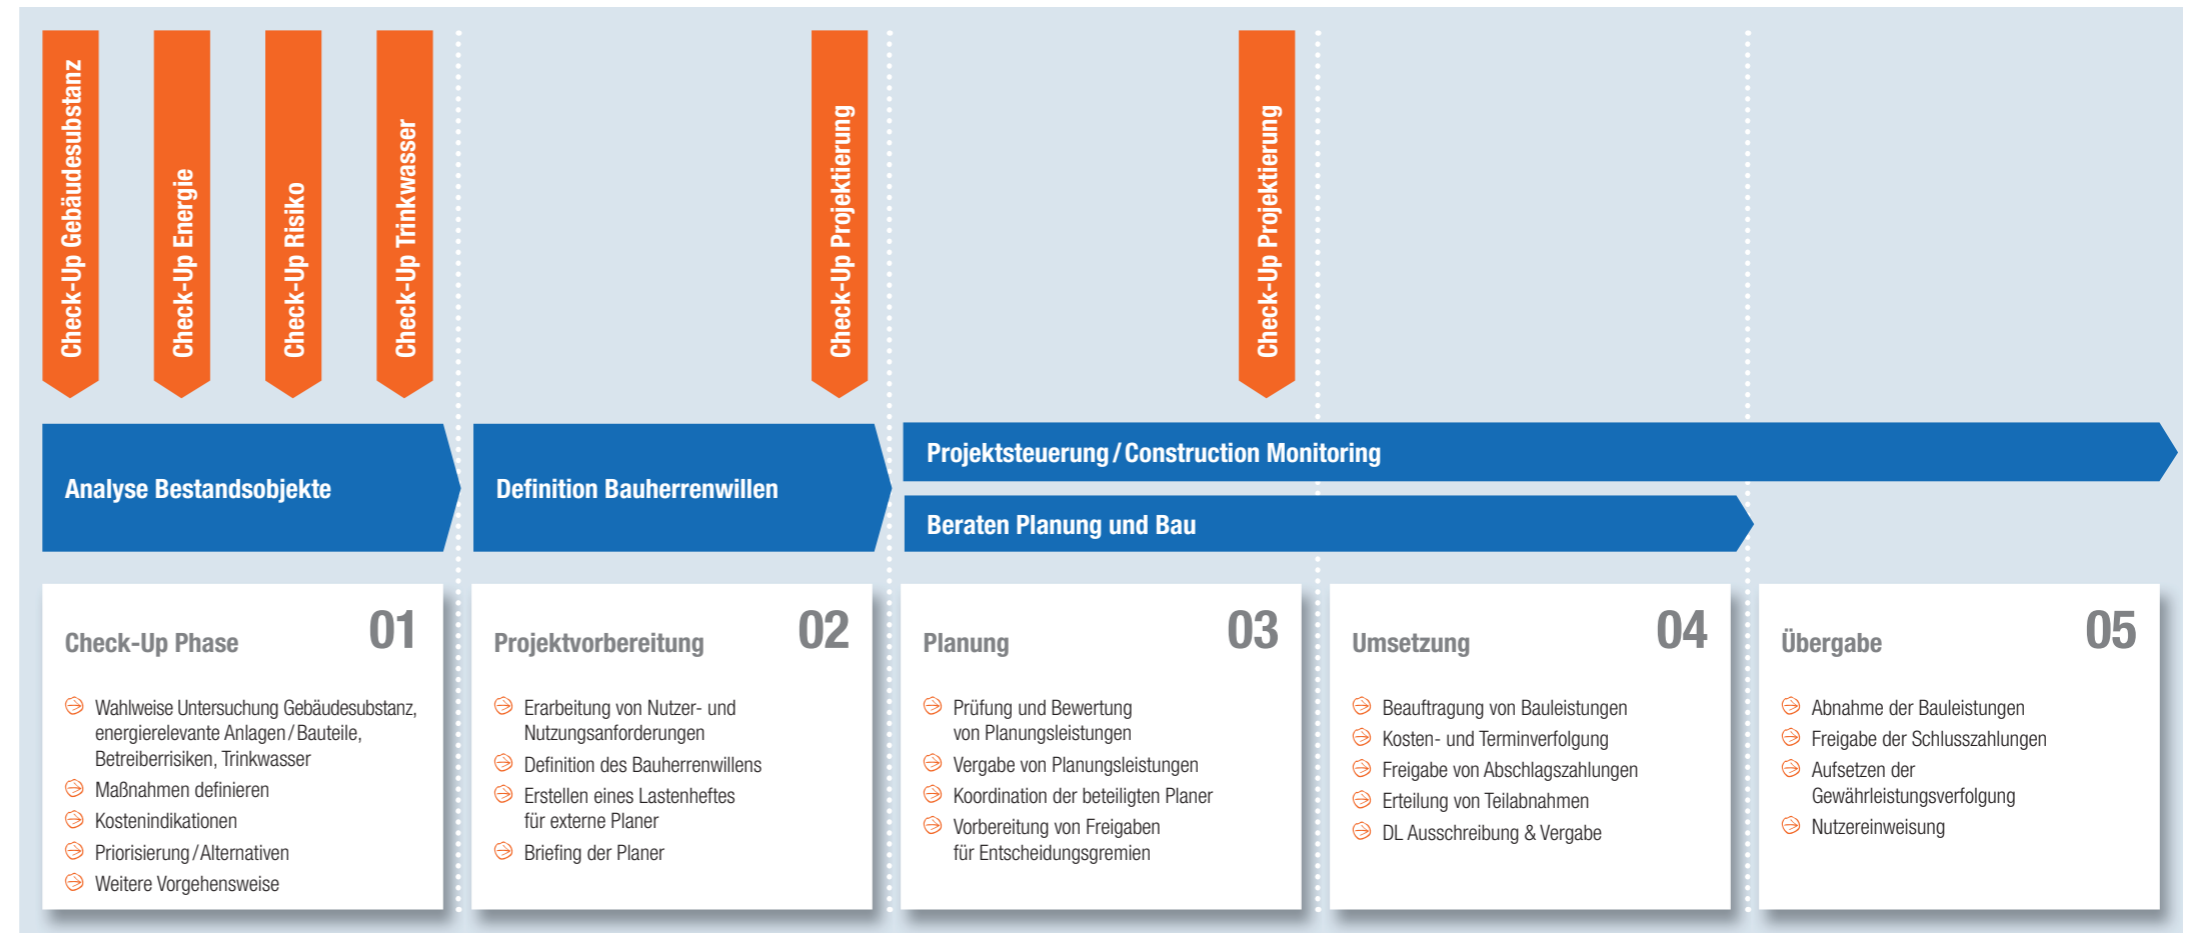 Check-Up Gebäudesubstanz
Check-Up Energie
Check-Up Risiko
Check-Up Trinkwasser
Check-Up Projektierung
Check-Up Projektierung
Analyse Bestandsobjekte
Definition Bauherrenwillen
Projektsteuerung / Construction Monitoring
Beraten Planung und Bau
Check-Up Phase
01
Wahlweise Untersuchung Gebäudesubstanz,
energierelevante Anlagen / Bauteile,
Betreiberrisiken, Trinkwasser
Maßnahmen definieren
Kostenindikationen
Priorisierung / Alternativen
Weitere Vorgehensweise
Projektvorbereitung
02
Erarbeitung von Nutzer- und
Nutzungsanforderungen
Definition des Bauherrenwillens
Erstellen eines Lastenheftes
für externe Planer
Briefing der Planer
Planung
03
Prüfung und Bewertung
von Planungsleistungen
Vergabe von Planungsleistungen
Koordination der beteiligten Planer
Vorbereitung von Freigaben
für Entscheidungsgremien
Umsetzung
04
Beauftragung von Bauleistungen
Kosten- und Terminverfolgung
Freigabe von Abschlagszahlungen
Erteilung von Teilabnahmen
DL Ausschreibung & Vergabe
Übergabe
05
Abnahme der Bauleistungen
Freigabe der Schlusszahlungen
Aufsetzen der
Gewährleistungsverfolgung
Nutzereinweisung